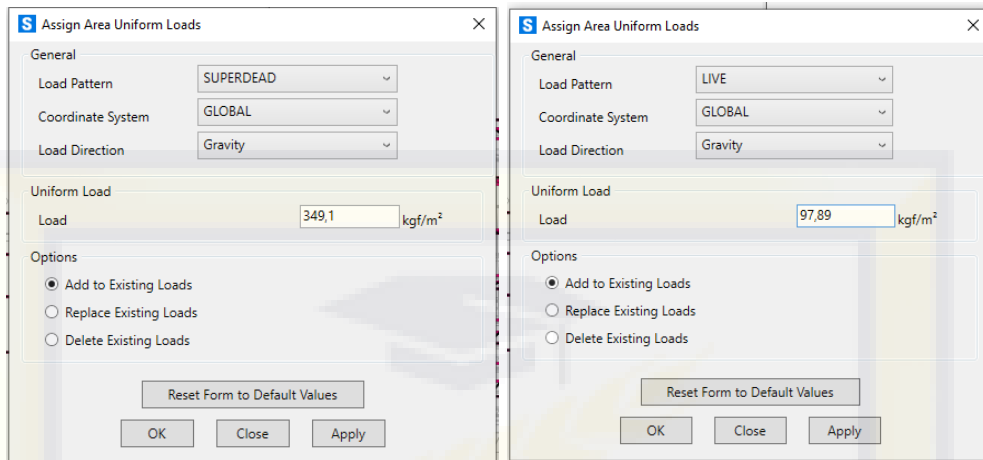 S Assign Area Uniform Loads
General
Load Pattern SUPERDEAD
Coordinate System GLOBAL
Load Direction Gravity
Uniform Load
Load 349,1 kgf/m²
Options
Add to Existing Loads
Replace Existing Loads
Delete Existing Loads
Reset Form to Default Values
OK Close Apply
S Assign Area Uniform Loads
General
Load Pattern LIVE
Coordinate System GLOBAL
Load Direction Gravity
Uniform Load
Load 97,89 kgf/m²
Options
Add to Existing Loads
Replace Existing Loads
Delete Existing Loads
Reset Form to Default Values
OK Close Apply